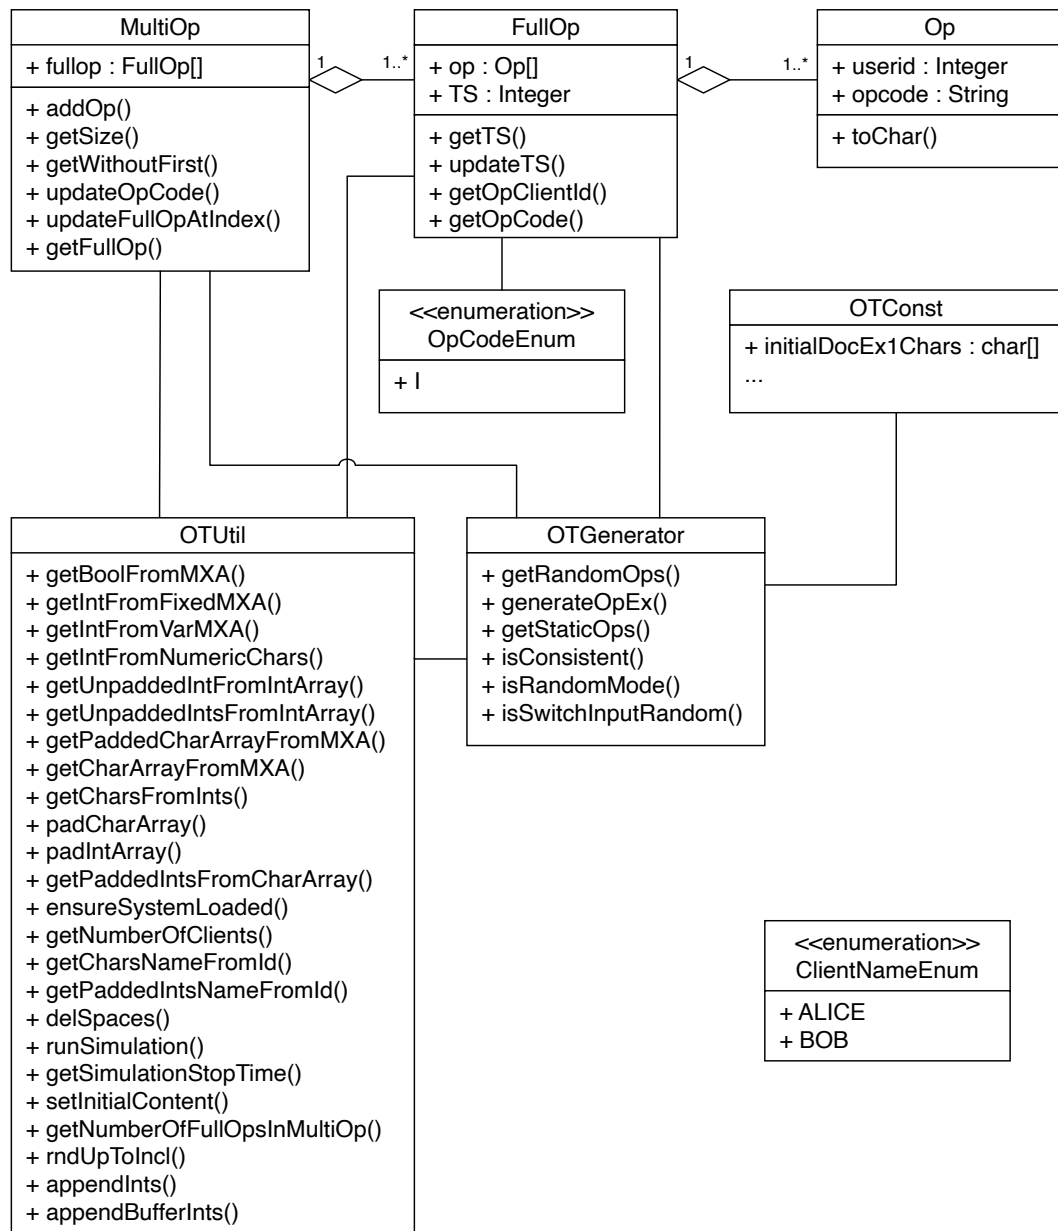 MultiOp
+ fullop : FullOp[]
+ addOp()
+ getSize()
+ getWithoutFirst()
+ updateOpCode()
+ updateFullOpAtIndex()
+ getFullOp()
1
1..*
FullOp
+ op : Op[]
+ TS : Integer
+ getTS()
+ updateTS()
+ getOpClientId()
+ getOpCode()
1
1..*
Op
+ userid : Integer
+ opcode : String
+ toChar()
<<enumeration>>
OpCodeEnum
+ I
OTConst
+ initialDocEx1Chars : char[]
...
OTUtil
+ getBoolFromMXA()
+ getIntFromFixedMXA()
+ getIntFromVarMXA()
+ getIntFromNumericChars()
+ getUnpaddedIntFromIntArray()
+ getUnpaddedIntsFromIntArray()
+ getPaddedCharArrayFromMXA()
+ getCharArrayFromMXA()
+ getCharsFromInts()
+ padCharArray()
+ padIntArray()
+ getPaddedIntsFromCharArray()
+ ensureSystemLoaded()
+ getNumberOfClients()
+ getCharsNameFromId()
+ getPaddedIntsNameFromId()
+ delSpaces()
+ runSimulation()
+ getSimulationStopTime()
+ setInitialContent()
+ getNumberOfFullOpsInMultiOp()
+ rndUpToIncl()
+ appendInts()
+ appendBufferInts()
OTGenerator
+ getRandomOps()
+ generateOpEx()
+ getStaticOps()
+ isConsistent()
+ isRandomMode()
+ isSwitchInputRandom()
<<enumeration>>
ClientNameEnum
+ ALICE
+ BOB